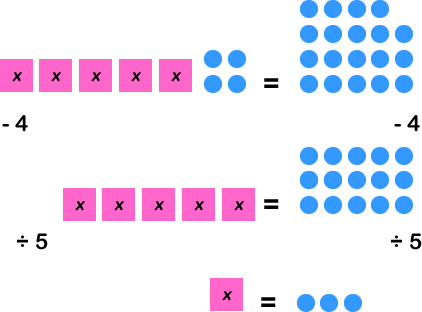 x x x x x =
- 4 - 4
x x x x x =
÷ 5 ÷ 5
x =